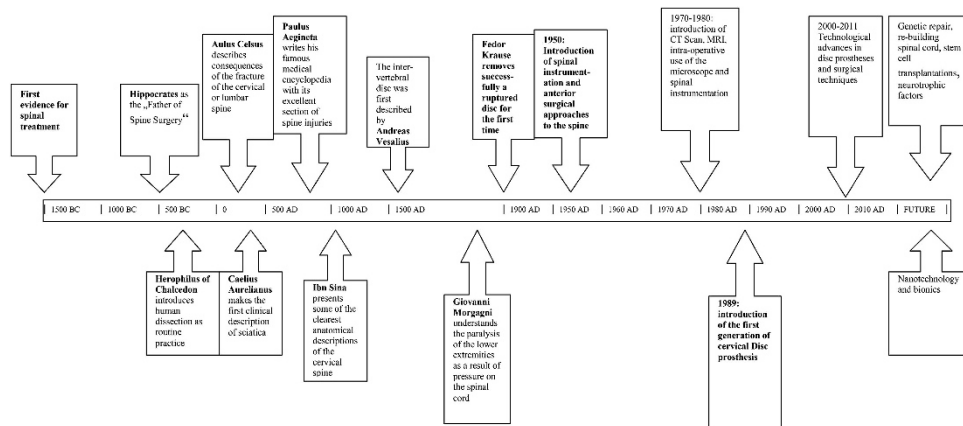 First
evidence for
spinal
treatment
Hippocrates as
the „Father of
Spine Surgery“
Aulus Celsus
describes
consequences of
the fracture of the
cervical or lumbar
spine
Paulus
Aegineta
writes his
famous
medical
encyclopedia
with its
excellent
section of
spine injuries
The inter-
vertebral
disc was
first
described
by
Andreas
Vesalius
Fedor
Krause
removes
success-
fully a
ruptured
disc for
the first
time
1950:
Introduction
of spinal
instrument-
ation and
anterior
surgical
approaches
to the spine
1970-1980:
introduction of
CT Scan, MRI,
intra-operative
use of the
microscope and
spinal
instrumentation
2000-2011
Technological
advances in
disc prostheses
and surgical
techniques
Genetic repair,
re-building
spinal cord, stem
cell
transplantations,
neurotrophic
factors
1500 BC | 1000 BC | 500 BC | 0 | 500 AD | 1000 AD | 1500 AD | 1900 AD | 1950 AD | 1960 AD | 1970 AD | 1980 AD | 1990 AD | 2000 AD | 2010 AD | FUTURE
Herophilus of
Chalcedon
introduces
human
dissection as
routine
practice
Caelius
Aurelianus
makes the
first clinical
description of
sciatica
Ibn Sina
presents
some of the
clearest
anatomical
descriptions
of the
cervical
spine
Giovanni
Morgagni
understands the
paralysis of the
lower
extremities
as a result of
pressure on
the spinal
cord
1989:
introduction
of the first
generation of
cervical Disc
prosthesis
Nanotechnology
and bionics